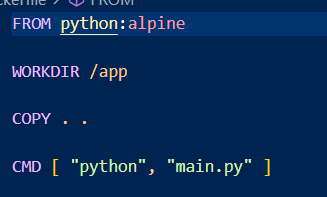 FROM python:alpine
WORKDIR /app
COPY . .
CMD [ "python", "main.py" ]